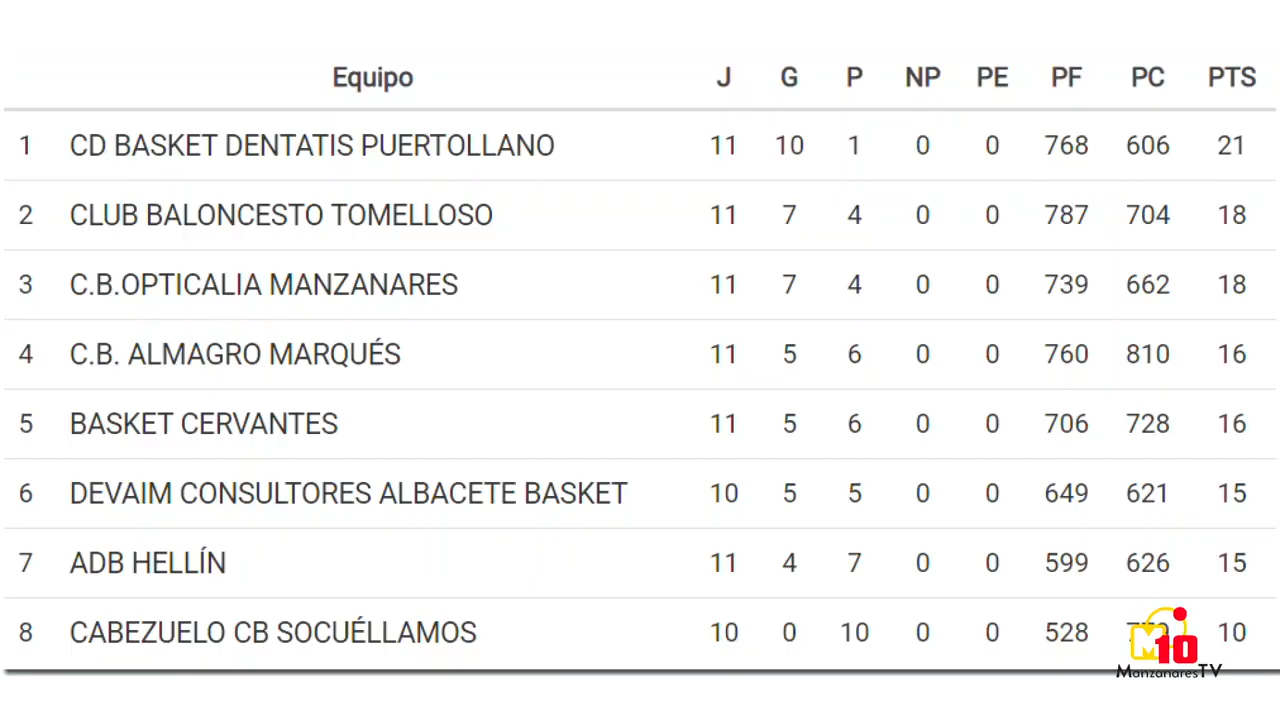 Equipo J G P NP PE PF PC PTS
1 CD BASKET DENTATIS PUERTOLLANO 11 10 1 0 0 768 606 21
2 CLUB BALONCESTO TOMELLOSO 11 7 4 0 0 787 704 18
3 C.B.OPTICALIA MANZANARES 11 7 4 0 0 739 662 18
4 C.B. ALMAGRO MARQUÉS 11 5 6 0 0 760 810 16
5 BASKET CERVANTES 11 5 6 0 0 706 728 16
6 DEVAIM CONSULTORES ALBACETE BASKET 10 5 5 0 0 649 621 15
7 ADB HELLÍN 11 4 7 0 0 599 626 15
8 CABEZUELO CB SOCUÉLLAMOS 10 0 10 0 0 528 10
M10
ManzanaresTV